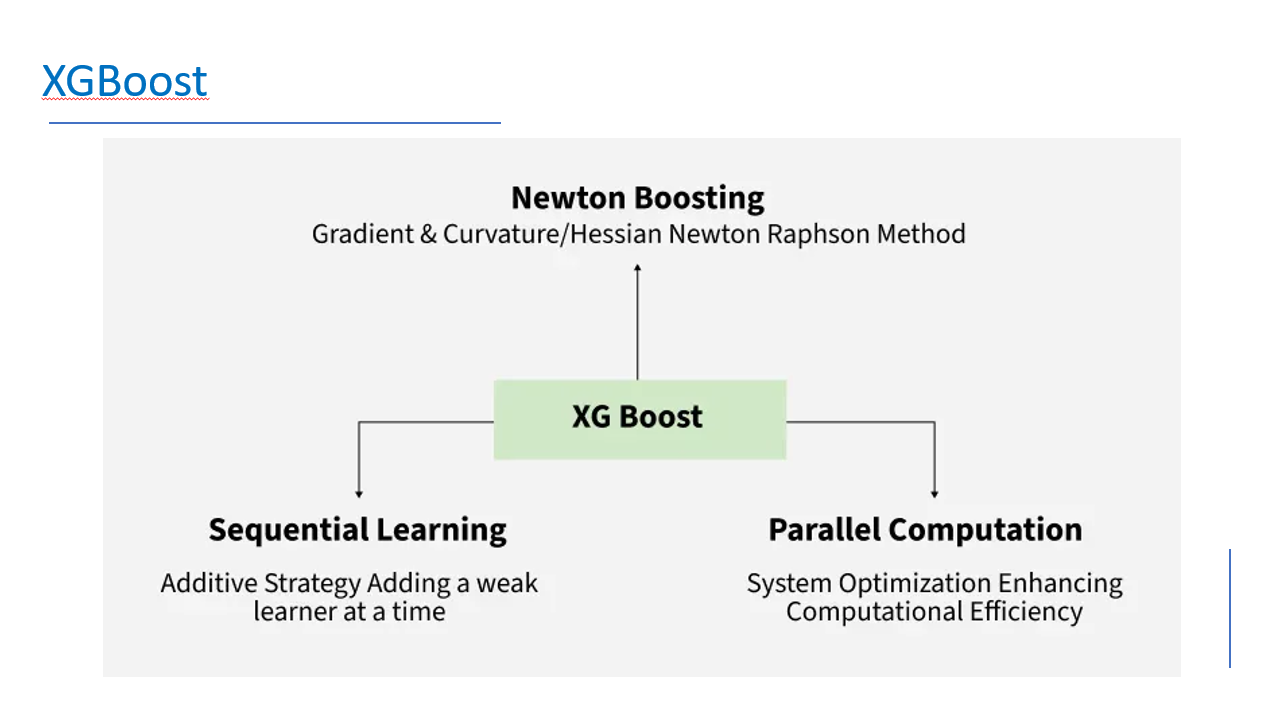 XGBoost
Newton Boosting
Gradient & Curvature/Hessian Newton Raphson Method
XG Boost
Sequential Learning
Additive Strategy Adding a weak
learner at a time
Parallel Computation
System Optimization Enhancing
Computational Efficiency